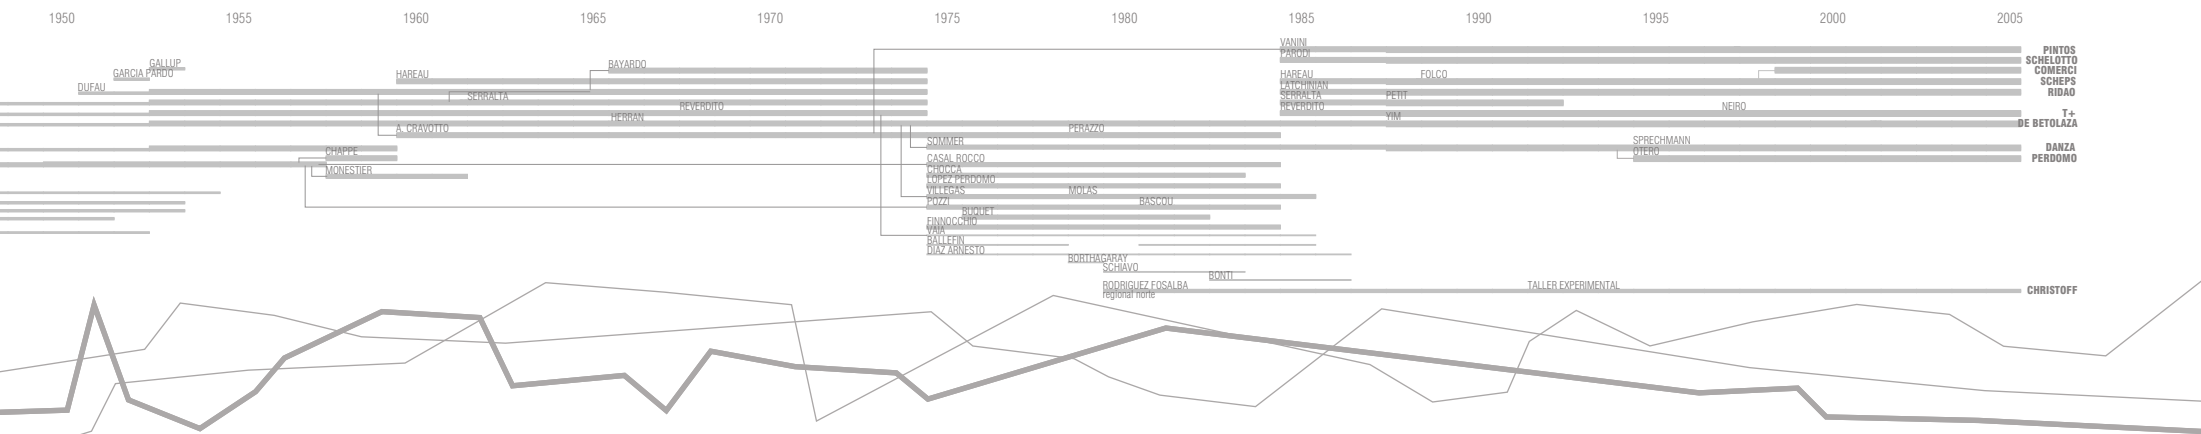 1950 1955 1960 1965 1970 1975 1980 1985 1990 1995 2000 2005
VANINI
PINTOS
PARODI
SCHELOTTO
GALLUP
BAYARDO
COMERCI
GARCIA PARDO
HAREAU
HAREAU
FOLCO
SCHEPS
DUFAU
LATCHINIAN
RIDAO
SERRALTA
SERRALTA
PETIT
REVERDITO
REVERDITO
NEIRO
T+
HERRAN
YIM
DE BETOLAZA
A. CRAVOTTO
PERAZZO
SOMMER
SPRECHMANN
DANZA
CHAPPE
OTERO
PERDOMO
CASAL ROCCO
MONESTIER
CHOCCA
LOPEZ PERDOMO
VILLEGAS
MOLAS
POZZI
BASCOU
BUQUET
FINNOCCHIO
VAIA
BALLEFIN
DIAZ ARNESTO
BORTHAGARAY
SCHIAVO
BONTI
RODRIGUEZ FOSALBA
TALLER EXPERIMENTAL
CHRISTOFF
regional norte